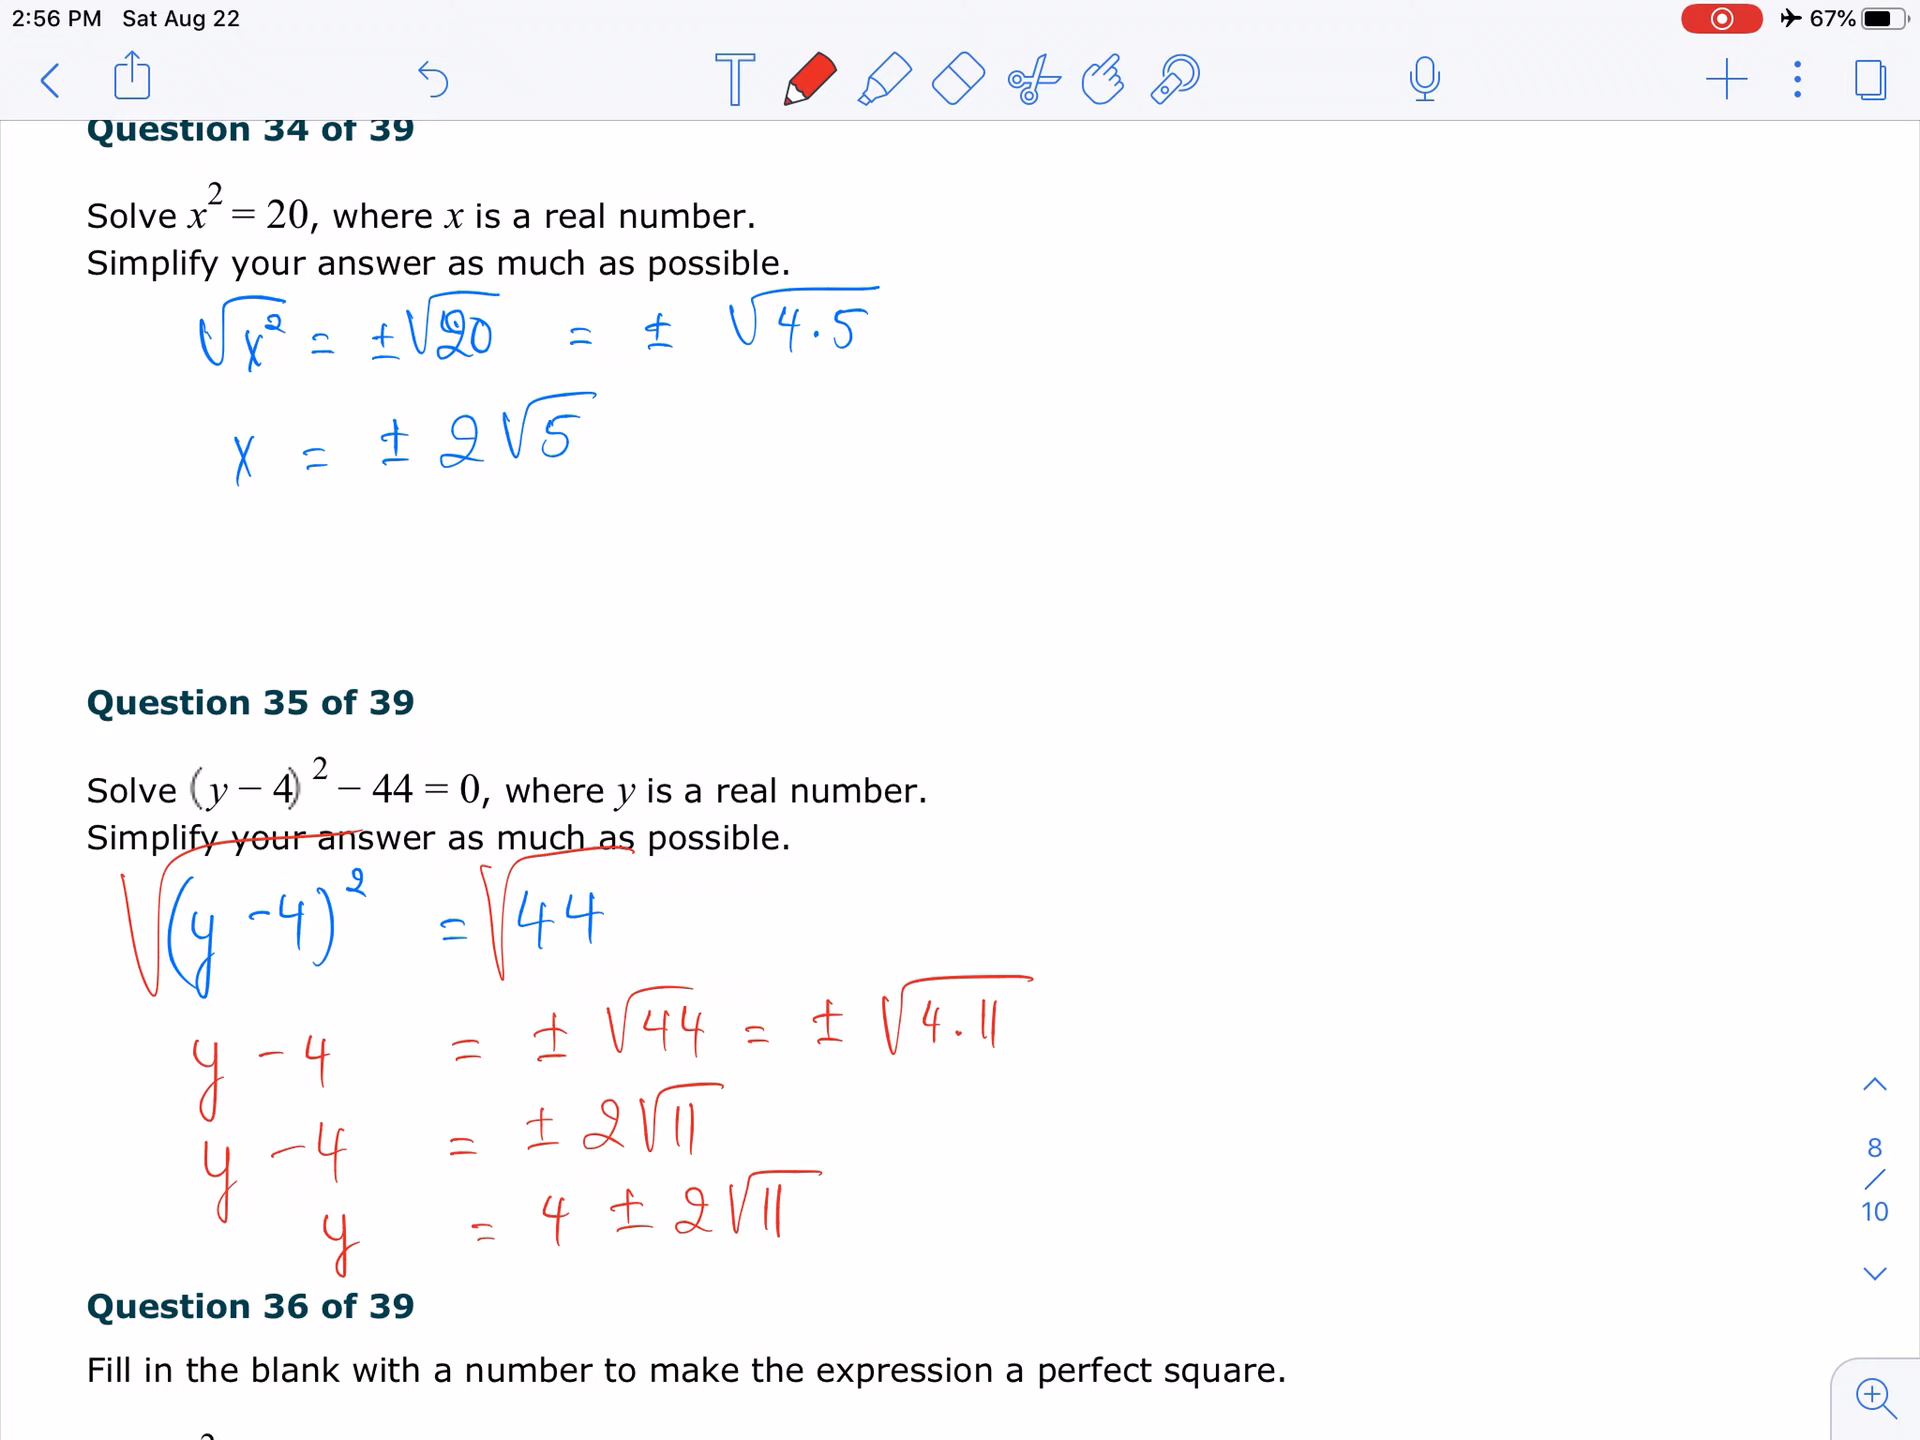 2:56 PM Sat Aug 22 67%
T
Question 34 of 39
Solve x² = 20, where x is a real number.
Simplify your answer as much as possible.
√x² = ±√20 = ± √4·5
x = ± 2√5
Question 35 of 39
Solve (y − 4)² − 44 = 0, where y is a real number.
Simplify your answer as much as possible.
√(y − 4)² = √44
y − 4 = ± √44 = ± √4·11
y − 4 = ± 2√11
y = 4 ± 2√11
8
/
10
Question 36 of 39
Fill in the blank with a number to make the expression a perfect square.